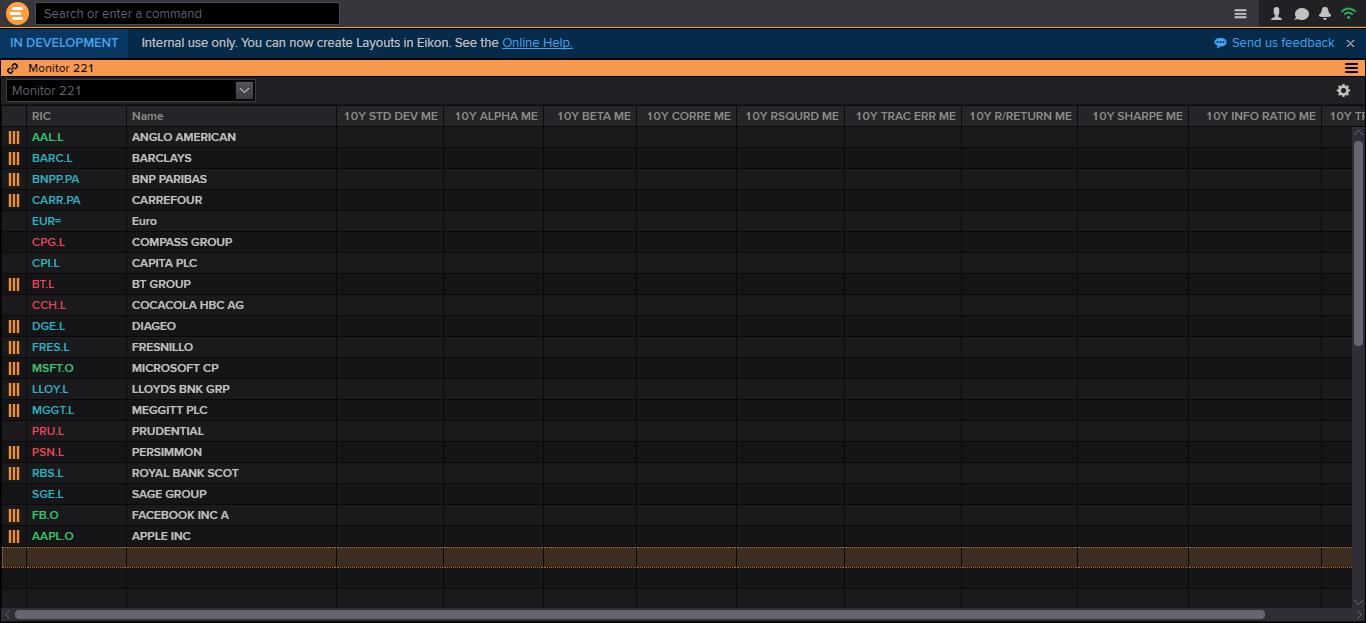 Search or enter a command
IN DEVELOPMENT Internal use only. You can now create Layouts in Eikon. See the Online Help. Send us feedback
Monitor 221
Monitor 221
RIC Name 10Y STD DEV ME 10Y ALPHA ME 10Y BETA ME 10Y CORRE ME 10Y RSQURD ME 10Y TRAC ERR ME 10Y R/RETURN ME 10Y SHARPE ME 10Y INFO RATIO ME 10Y
AAL.L ANGLO AMERICAN
BARC.L BARCLAYS
BNPP.PA BNP PARIBAS
CARR.PA CARREFOUR
EUR= Euro
CPG.L COMPASS GROUP
CPI.L CAPITA PLC
BT.L BT GROUP
CCH.L COCACOLA HBC AG
DGE.L DIAGEO
FRES.L FRESNILLO
MSFT.O MICROSOFT CP
LLOY.L LLOYDS BNK GRP
MGGT.L MEGGITT PLC
PRU.L PRUDENTIAL
PSN.L PERSIMMON
RBS.L ROYAL BANK SCOT
SGE.L SAGE GROUP
FB.O FACEBOOK INC A
AAPL.O APPLE INC